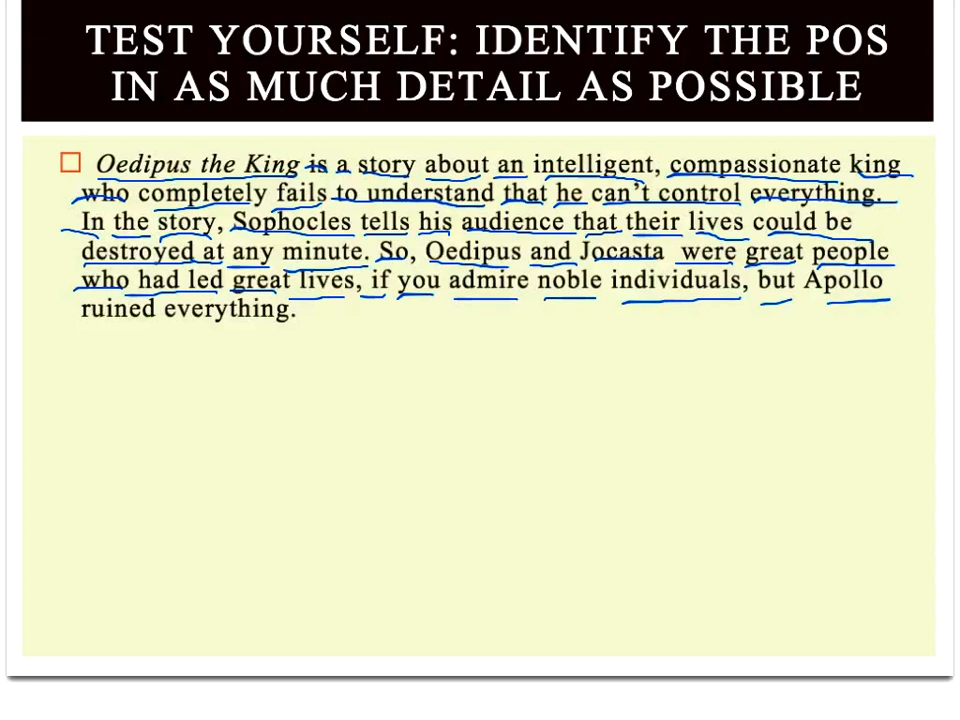 TEST YOURSELF: IDENTIFY THE POS
IN AS MUCH DETAIL AS POSSIBLE
Oedipus the King is a story about an intelligent, compassionate king
who completely fails to understand that he can't control everything.
In the story, Sophocles tells his audience that their lives could be
destroyed at any minute. So, Oedipus and Jocasta were great people
who had led great lives, if you admire noble individuals, but Apollo
ruined everything.